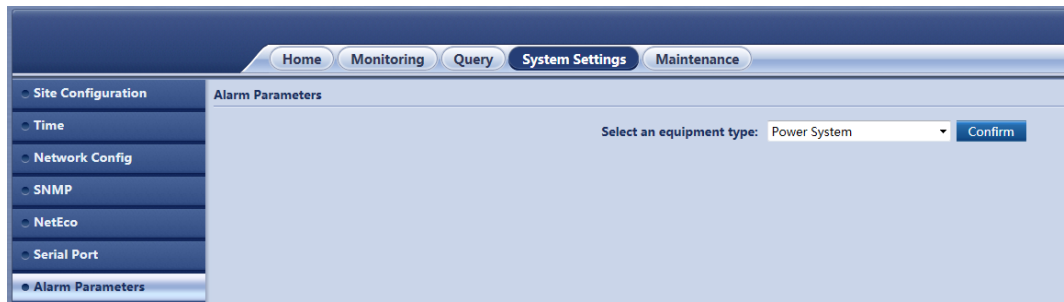 Home Monitoring Query System Settings Maintenance
Site Configuration
Time
Network Config
SNMP
NetEco
Serial Port
Alarm Parameters
Alarm Parameters
Select an equipment type: Power System Confirm